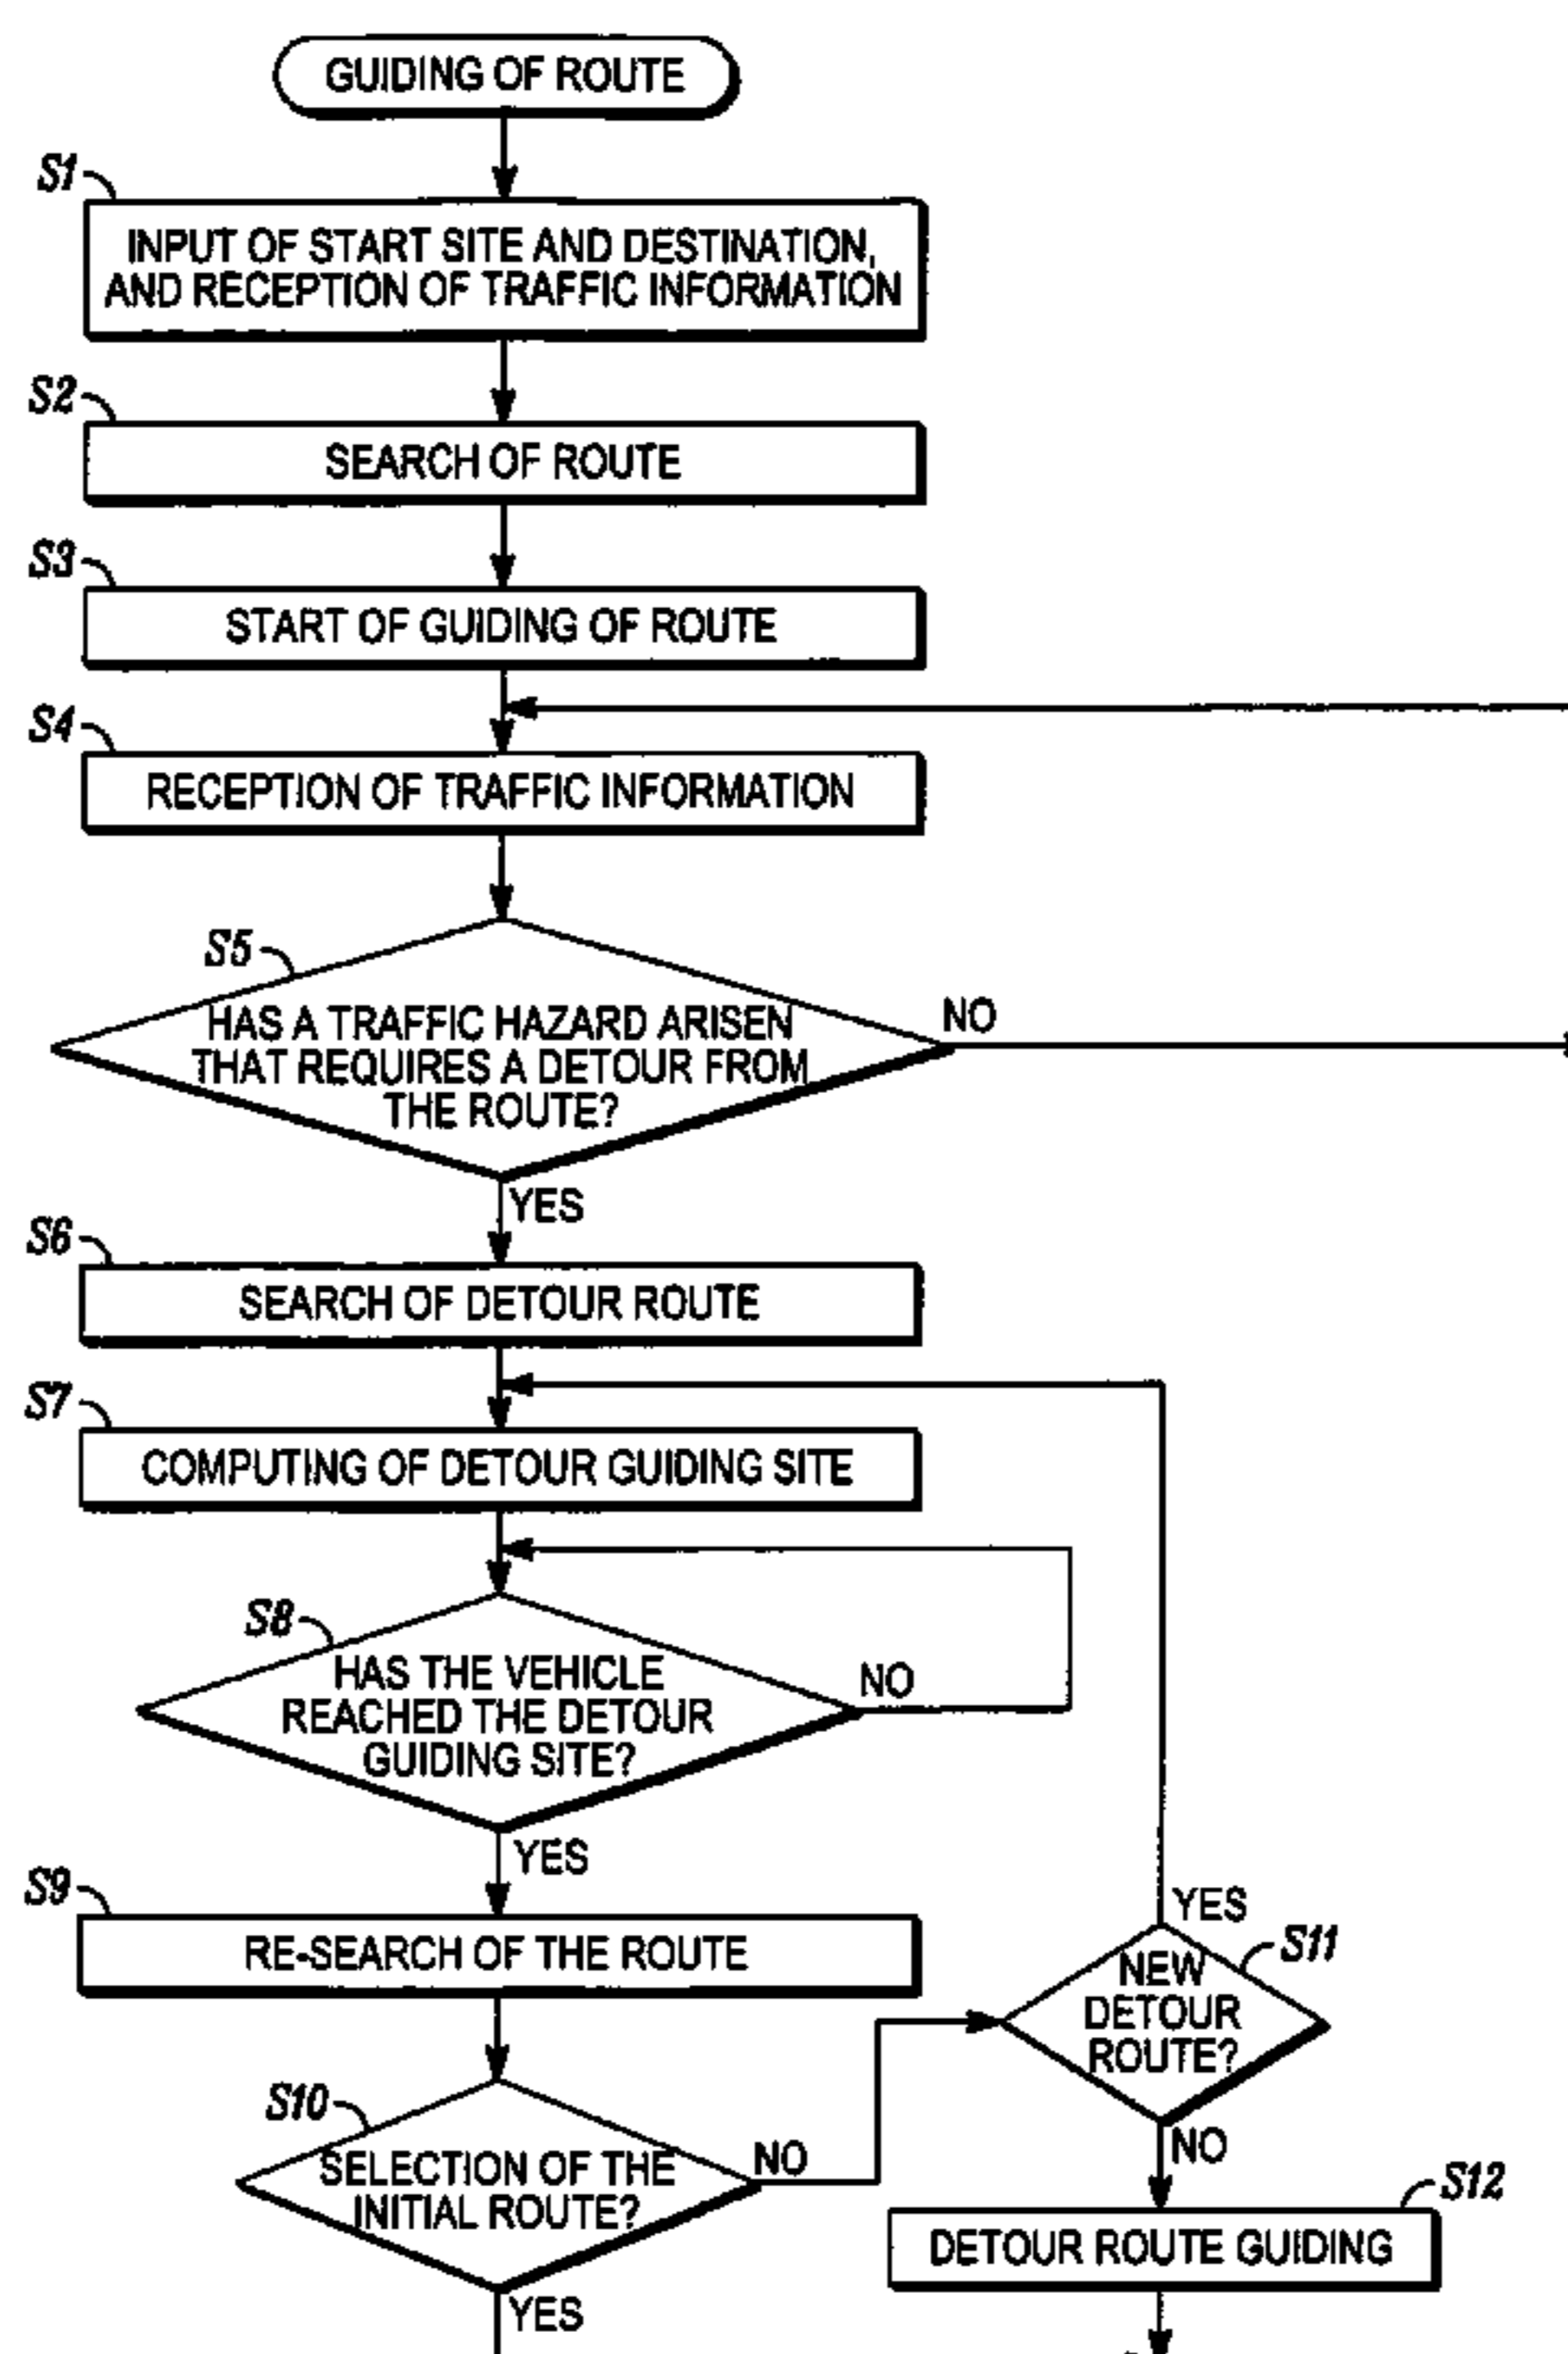 GUIDING OF ROUTE
S1
INPUT OF START SITE AND DESTINATION,
AND RECEPTION OF TRAFFIC INFORMATION
S2
SEARCH OF ROUTE
S3
START OF GUIDING OF ROUTE
S4
RECEPTION OF TRAFFIC INFORMATION
S5
HAS A TRAFFIC HAZARD ARISEN
THAT REQUIRES A DETOUR FROM
THE ROUTE?
NO
YES
S6
SEARCH OF DETOUR ROUTE
S7
COMPUTING OF DETOUR GUIDING SITE
S8
HAS THE VEHICLE
REACHED THE DETOUR
GUIDING SITE?
NO
YES
S9
RE-SEARCH OF THE ROUTE
S10
SELECTION OF THE
INITIAL ROUTE?
NO
YES
YES
S11
NEW
DETOUR
ROUTE?
NO
S12
DETOUR ROUTE GUIDING